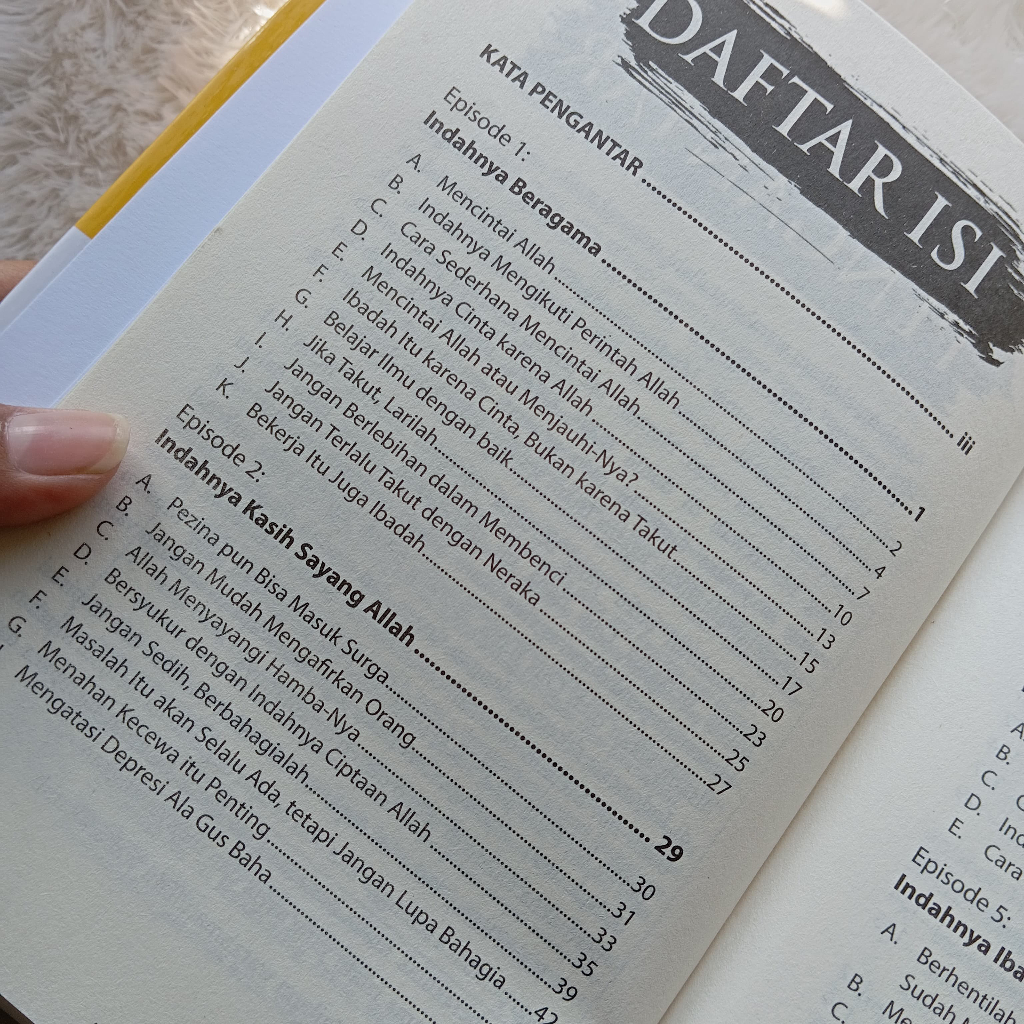 DAFTAR ISI
KATA PENGANTAR ........ iii
Episode 1:
Indahnya Beragama ........ 1
A. Mencintai Allah ........ 2
B. Indahnya Mengikuti Perintah Allah ........ 4
C. Cara Sederhana Mencintai Allah ........ 7
D. Indahnya Cinta karena Allah ........ 10
E. Mencintai Allah atau Menjauhi-Nya? ........ 13
F. Ibadah Itu karena Cinta, Bukan karena Takut ........ 15
G. Belajar Ilmu dengan baik ........ 17
H. Jika Takut, Larilah ........ 20
I. Jangan Berlebihan dalam Membenci ........ 23
J. Jangan Terlalu Takut dengan Neraka ........ 25
K. Bekerja Itu Juga Ibadah ........ 27
Episode 2:
Indahnya Kasih Sayang Allah ........ 29
A. Pezina pun Bisa Masuk Surga ........ 30
B. Jangan Mudah Mengafirkan Orang ........ 31
C. Allah Menyayangi Hamba-Nya ........ 33
D. Bersyukur dengan Indahnya Ciptaan Allah ........ 35
E. Jangan Sedih, Berbahagialah ........ 39
F. Masalah Itu akan Selalu Ada, tetapi Jangan Lupa Bahagia ........ 42
G. Menahan Kecewa itu Penting
Mengatasi Depresi Ala Gus Baha
A.
B.
C.
D.
E. Cara
Episode 5:
Indahnya
A. Berhentilah
Sudah
B.
C.